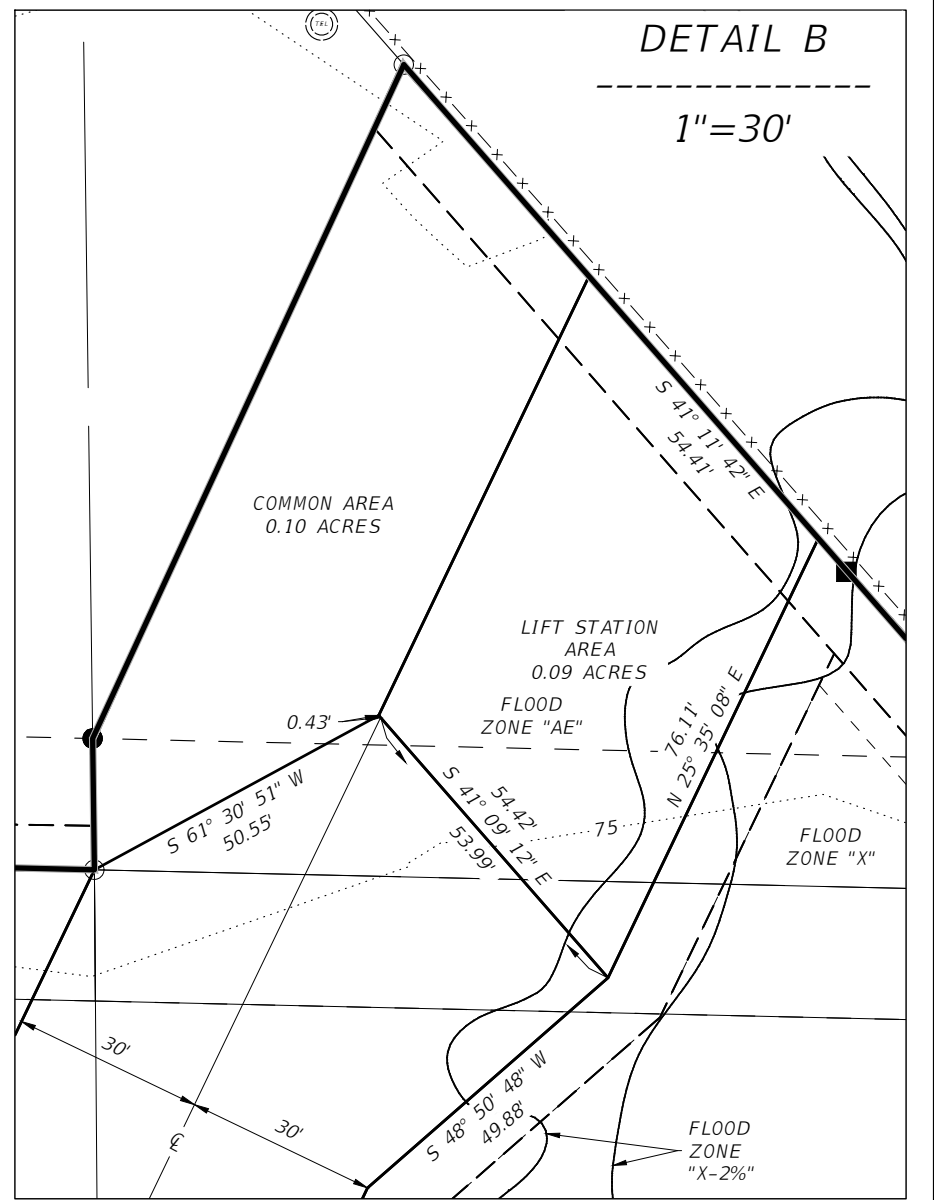 TEL
DETAIL B
1"=30'
S 41° 11' 42" E
54.41'
COMMON AREA
0.10 ACRES
LIFT STATION
AREA
0.09 ACRES
FLOOD
ZONE "AE"
0.43'
76.11'
N 25° 35' 08" E
S 61° 30' 51" W
50.55'
54.42'
S 41° 09' 12" E
53.99'
75
FLOOD
ZONE "X"
30'
30'
℄
S 48° 50' 48" W
49.88'
FLOOD
ZONE
"X-2%"